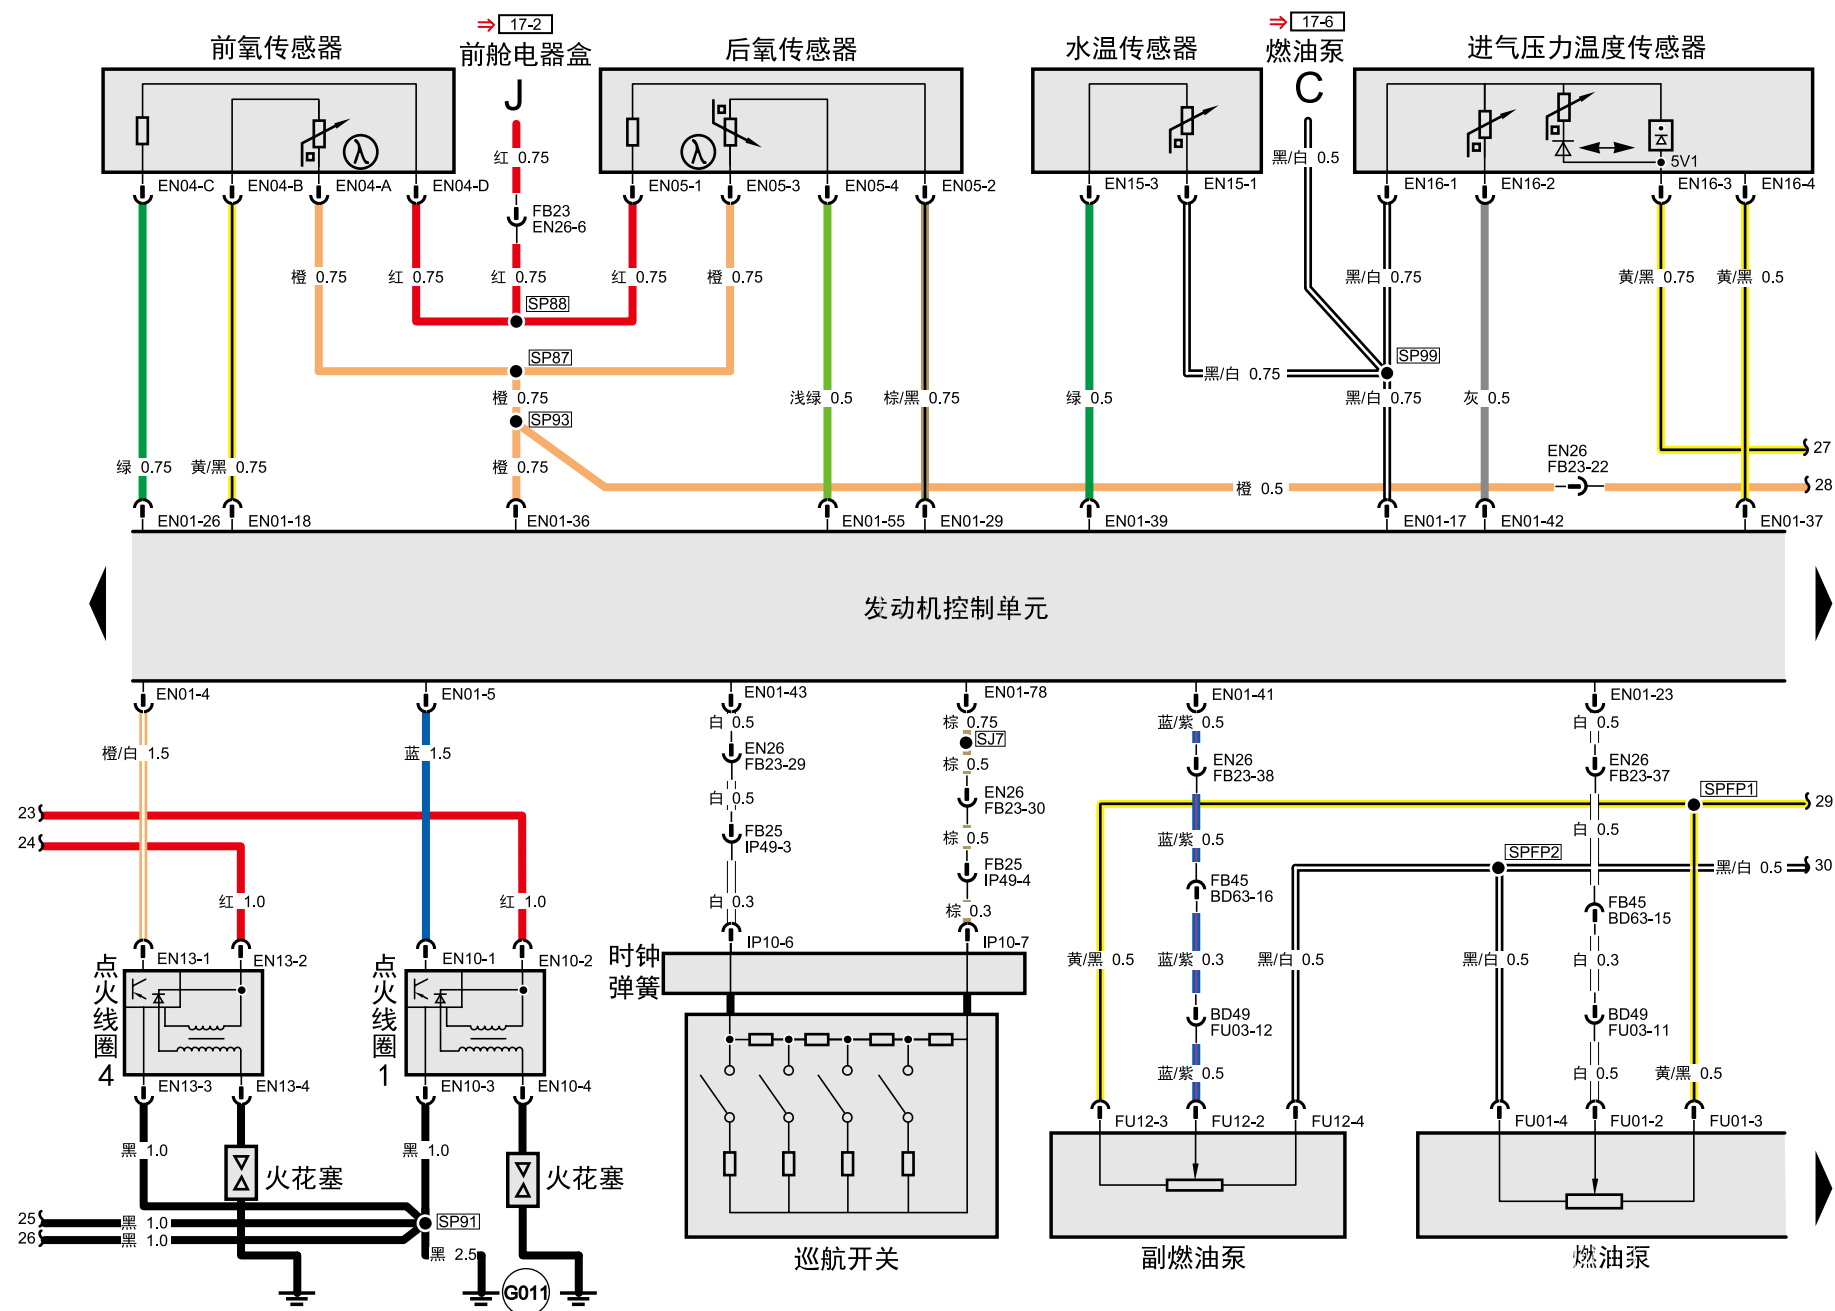 17-2
17-6
前氧传感器
前舱电器盒
后氧传感器
水温传感器
燃油泵
进气压力温度传感器
J
C
λ
λ
红 0.75
黑/白 0.5
5V1
EN04-C
EN04-B
EN04-A
EN04-D
EN05-1
EN05-3
EN05-4
EN05-2
EN15-3
EN15-1
EN16-1
EN16-2
EN16-3
EN16-4
FB23
EN26-6
橙 0.75
红 0.75
红 0.75
红 0.75
橙 0.75
黑/白 0.75
黄/黑 0.75
黄/黑 0.5
SP88
SP87
SP99
黑/白 0.75
橙 0.75
浅绿 0.5
棕/黑 0.75
绿 0.5
黑/白 0.75
灰 0.5
SP93
绿 0.75
黄/黑 0.75
橙 0.75
EN26
FB23-22
27
橙 0.5
28
EN01-26
EN01-18
EN01-36
EN01-55
EN01-29
EN01-39
EN01-17
EN01-42
EN01-37
发动机控制单元
EN01-4
EN01-5
EN01-43
EN01-78
EN01-41
EN01-23
白 0.5
棕 0.75
蓝/紫 0.5
白 0.5
橙/白 1.5
蓝 1.5
EN26
FB23-29
SJ7
棕 0.5
EN26
FB23-38
EN26
FB23-37
白 0.5
EN26
FB23-30
SPFP1
29
23
24
FB25
IP49-3
棕 0.5
蓝/紫 0.5
白 0.5
SPFP2
黑/白 0.5
30
FB25
IP49-4
FB45
BD63-16
红 1.0
红 1.0
白 0.3
棕 0.3
FB45
BD63-15
IP10-6
IP10-7
EN13-1
EN13-2
EN10-1
EN10-2
时钟
弹簧
黄/黑 0.5
蓝/紫 0.3
黑/白 0.5
黑/白 0.5
白 0.3
点火线圈4
点火线圈1
BD49
FU03-12
BD49
FU03-11
蓝/紫 0.5
白 0.5
黄/黑 0.5
EN13-3
EN13-4
EN10-3
EN10-4
FU12-3
FU12-2
FU12-4
FU01-4
FU01-2
FU01-3
黑 1.0
黑 1.0
火花塞
火花塞
25
黑 1.0
SP91
26
黑 1.0
黑 2.5
G011
巡航开关
副燃油泵
燃油泵